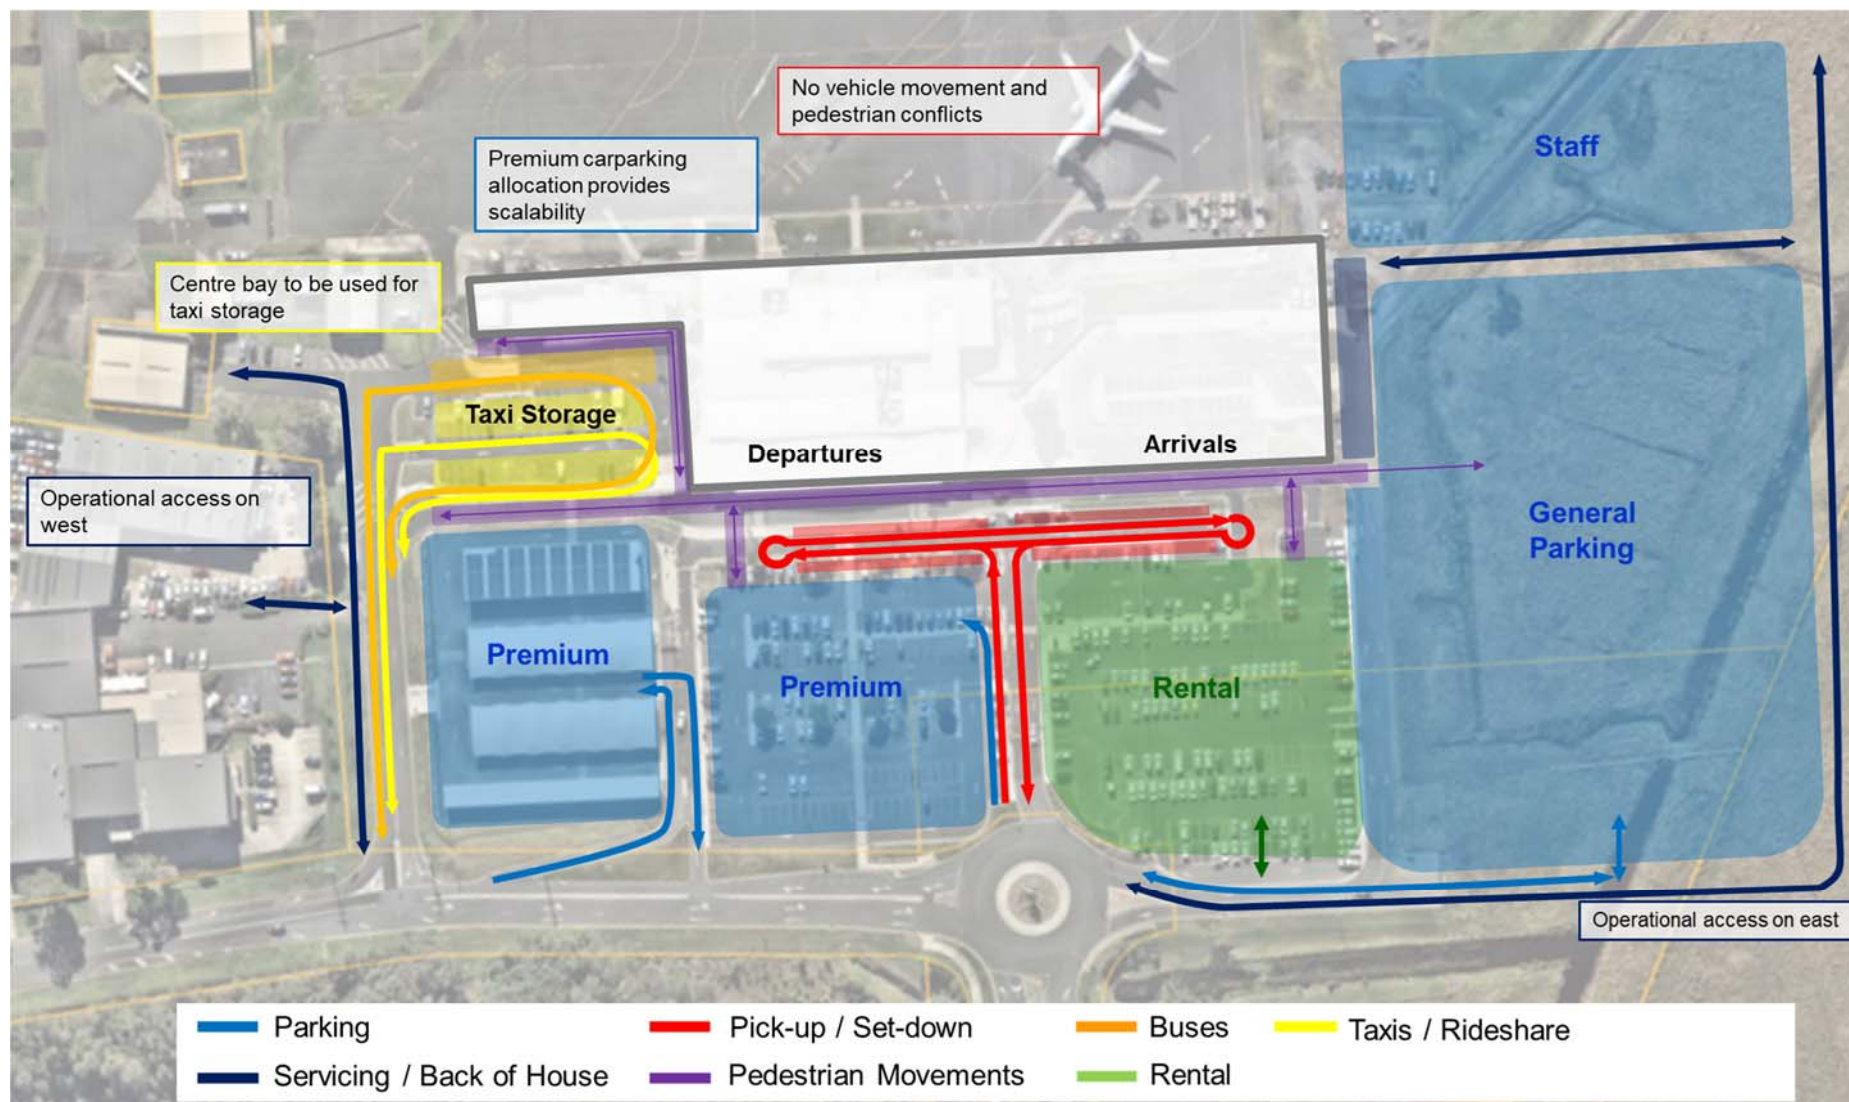 No vehicle movement and
pedestrian conflicts
Staff
Premium carparking
allocation provides
scalability
Centre bay to be used for
taxi storage
Taxi Storage
Departures
Arrivals
Operational access on
west
General
Parking
Premium
Premium
Rental
Operational access on east
Parking
Pick-up / Set-down
Buses
Taxis / Rideshare
Servicing / Back of House
Pedestrian Movements
Rental